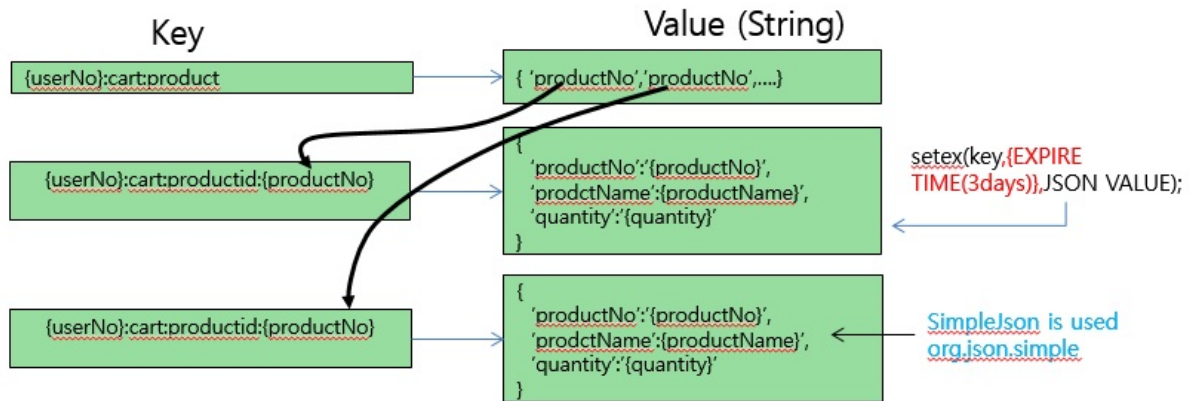 Key
Value (String)
{userNo}:cart:product
{ 'productNo','productNo',....}
{userNo}:cart:productid:{productNo}
{
'productNo':'{productNo}',
'prodctName':{productName}',
'quantity':'{quantity}'
}
setex(key,{EXPIRE
TIME(3days)},JSON VALUE);
{userNo}:cart:productid:{productNo}
{
'productNo':'{productNo}',
'prodctName':{productName}',
'quantity':'{quantity}'
}
SimpleJson is used
org.json.simple